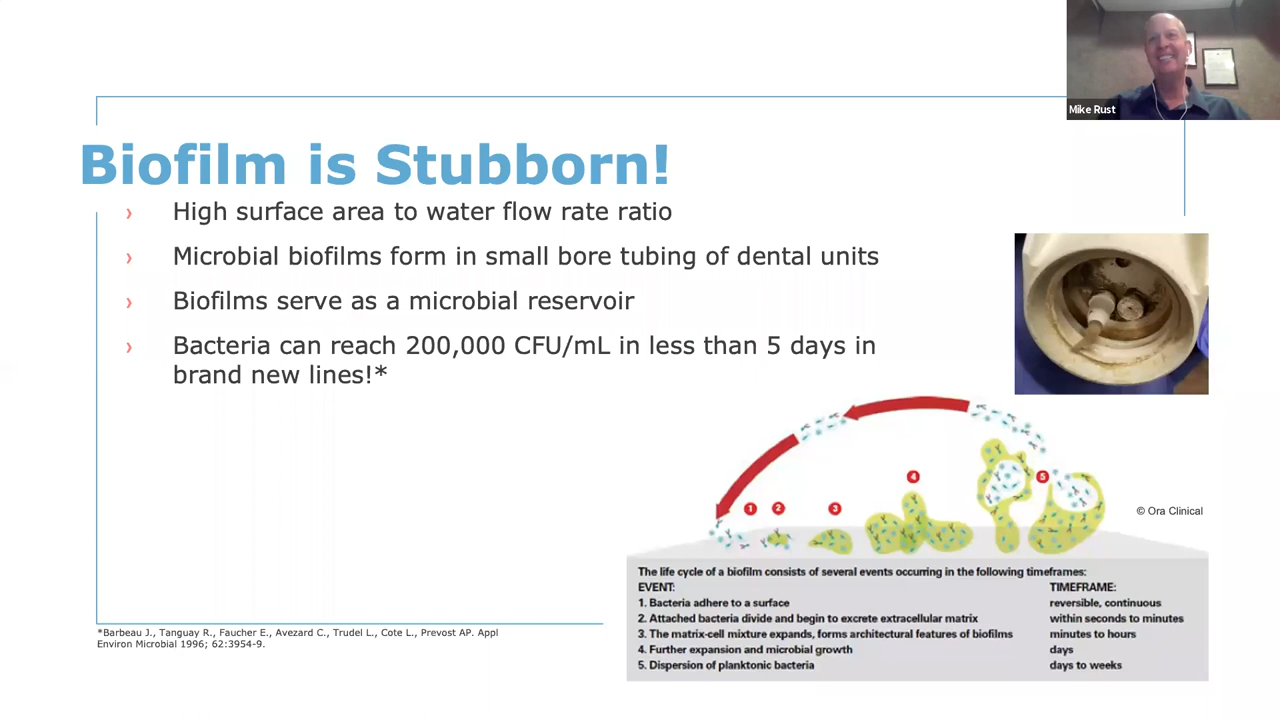 Mike Rust
Biofilm is Stubborn!
› High surface area to water flow rate ratio
› Microbial biofilms form in small bore tubing of dental units
› Biofilms serve as a microbial reservoir
› Bacteria can reach 200,000 CFU/mL in less than 5 days in
brand new lines!*
1 2 3 4 5
© Ora Clinical
The life cycle of a biofilm consists of several events occurring in the following timeframes:
EVENT: TIMEFRAME:
1. Bacteria adhere to a surface reversible, continuous
2. Attached bacteria divide and begin to excrete extracellular matrix within seconds to minutes
3. The matrix-cell mixture expands, forms architectural features of biofilms minutes to hours
4. Further expansion and microbial growth days
5. Dispersion of planktonic bacteria days to weeks
*Barbeau J., Tanguay R., Faucher E., Avezard C., Trudel L., Cote L., Prevost AP. Appl
Environ Microbial 1996; 62:3954-9.